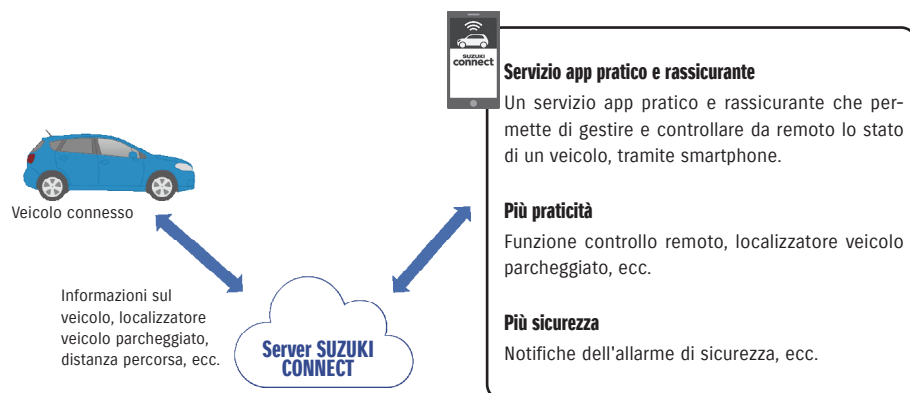 SUZUKI
connect
Servizio app pratico e rassicurante
Un servizio app pratico e rassicurante che per-
mette di gestire e controllare da remoto lo stato
di un veicolo, tramite smartphone.
Veicolo connesso
Più praticità
Funzione controllo remoto, localizzatore veicolo
parcheggiato, ecc.
Informazioni sul
veicolo, localizzatore
veicolo parcheggiato,
distanza percorsa, ecc.
Server SUZUKI
CONNECT
Più sicurezza
Notifiche dell'allarme di sicurezza, ecc.